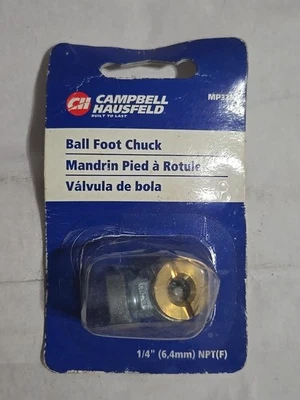 CH
CAMPBELL
HAUSFELD
BUILT TO LAST
Ball Foot Chuck
Mandrin Pied à Rotule
Válvula de bola
1/4" (6,4mm) NPT(F)